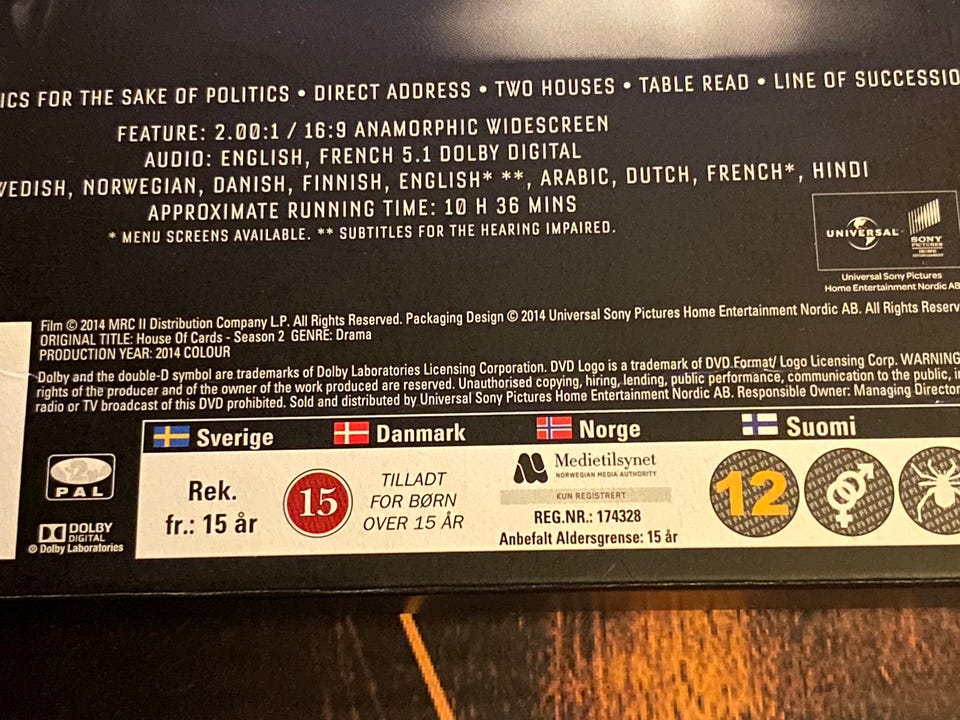 ICS FOR THE SAKE OF POLITICS • DIRECT ADDRESS • TWO HOUSES • TABLE READ • LINE OF SUCCESSIO
FEATURE: 2.00:1 / 16:9 ANAMORPHIC WIDESCREEN
AUDIO: ENGLISH, FRENCH 5.1 DOLBY DIGITAL
WEDISH, NORWEGIAN, DANISH, FINNISH, ENGLISH* **, ARABIC, DUTCH, FRENCH*, HINDI
APPROXIMATE RUNNING TIME: 10 H 36 MINS
* MENU SCREENS AVAILABLE. ** SUBTITLES FOR THE HEARING IMPAIRED.
UNIVERSAL
SONY
PICTURES
HOME
ENTERTAINMENT
Universal Sony Pictures
Home Entertainment Nordic AB
Film © 2014 MRC II Distribution Company L.P. All Rights Reserved. Packaging Design © 2014 Universal Sony Pictures Home Entertainment Nordic AB. All Rights Reserv
ORIGINAL TITLE: House Of Cards - Season 2 GENRE: Drama
PRODUCTION YEAR: 2014 COLOUR
Dolby and the double-D symbol are trademarks of Dolby Laboratories Licensing Corporation. DVD Logo is a trademark of DVD Format/ Logo Licensing Corp. WARNING
rights of the producer and of the owner of the work produced are reserved. Unauthorised copying, hiring, lending, public performance, communication to the public, i
radio or TV broadcast of this DVD prohibited. Sold and distributed by Universal Sony Pictures Home Entertainment Nordic AB. Responsible Owner: Managing Director
Sverige
Danmark
Norge
Suomi
2
PAL
DOLBY
DIGITAL
© Dolby Laboratories
Rek.
fr.: 15 år
15
TILLADT
FOR BØRN
OVER 15 ÅR
Medietilsynet
NORWEGIAN MEDIA AUTHORITY
KUN REGISTRERT
REG.NR.: 174328
Anbefalt Aldersgrense: 15 år
12